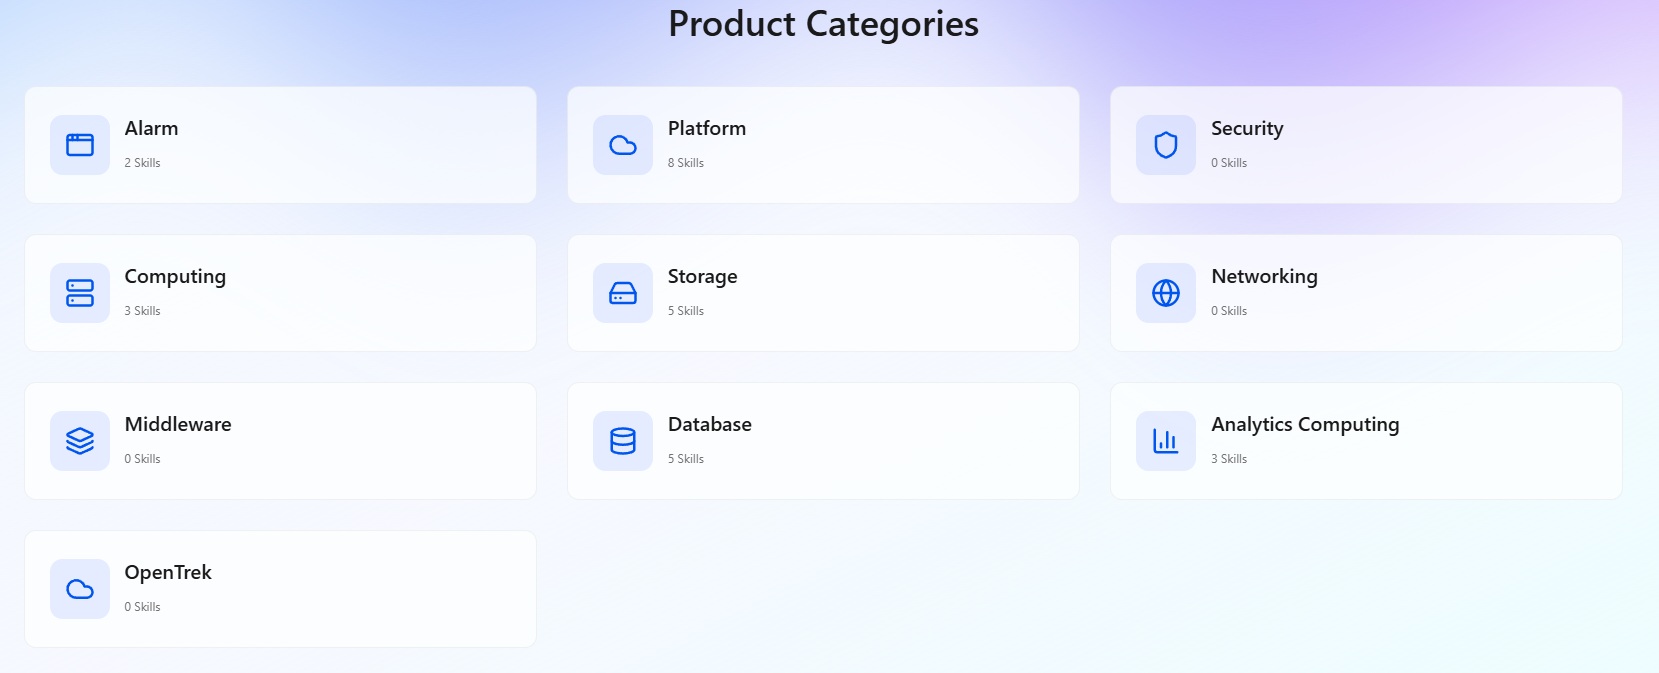 Product Categories
Alarm
2 Skills
Platform
8 Skills
Security
0 Skills
Computing
3 Skills
Storage
5 Skills
Networking
0 Skills
Middleware
0 Skills
Database
5 Skills
Analytics Computing
3 Skills
OpenTrek
0 Skills